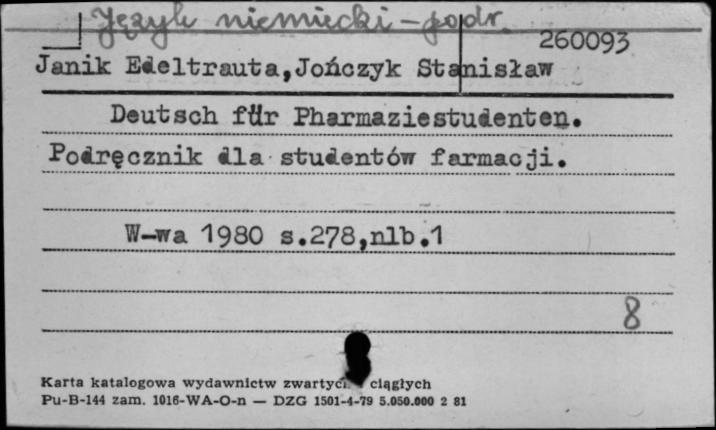 Język niemiecki - podr.
260093
Janik Edeltrauta,Jończyk Stanisław
Deutsch für Pharmaziestudenten.
Podręcznik dla studentów farmacji.
W-wa 1980 s.278,nlb.1
8
Karta katalogowa wydawnictw zwartych ciągłych
Pu-B-144 zam. 1016-WA-O-n — DZG 1501-4-79 5.050.000 2 81